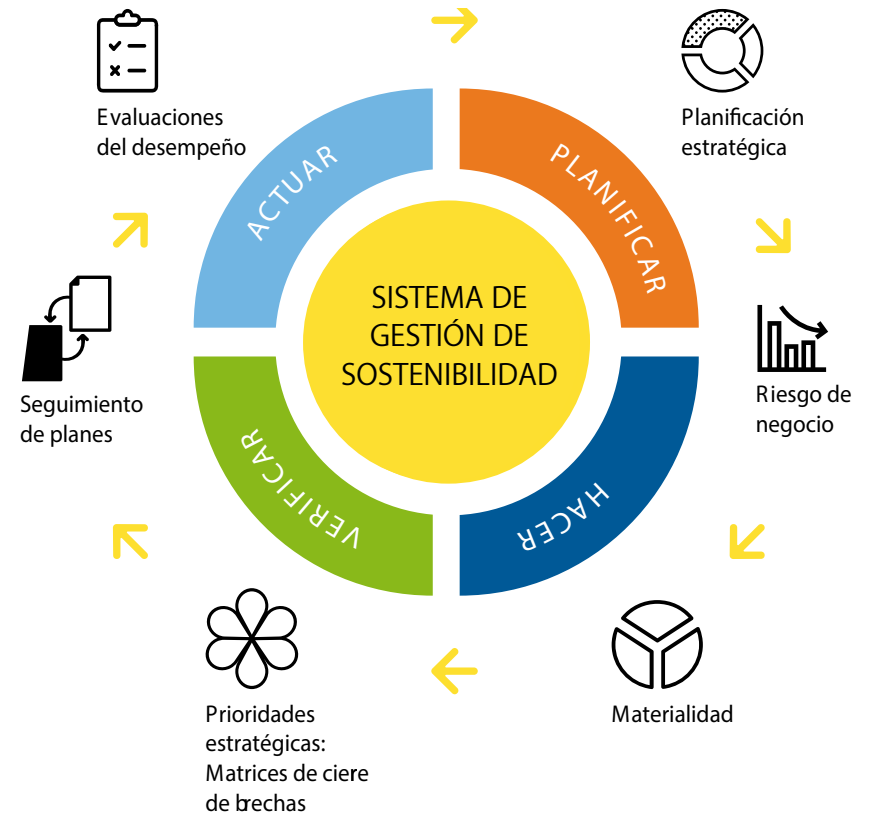 Evaluaciones
del desempeño
Planificación
estratégica
ACTUAR
PLANIFICAR
SISTEMA DE
GESTIÓN DE
SOSTENIBILIDAD
Riesgo de
negocio
Seguimiento
de planes
VERIFICAR
HACER
Prioridades
estratégicas:
Matrices de ciere
de brechas
Materialidad